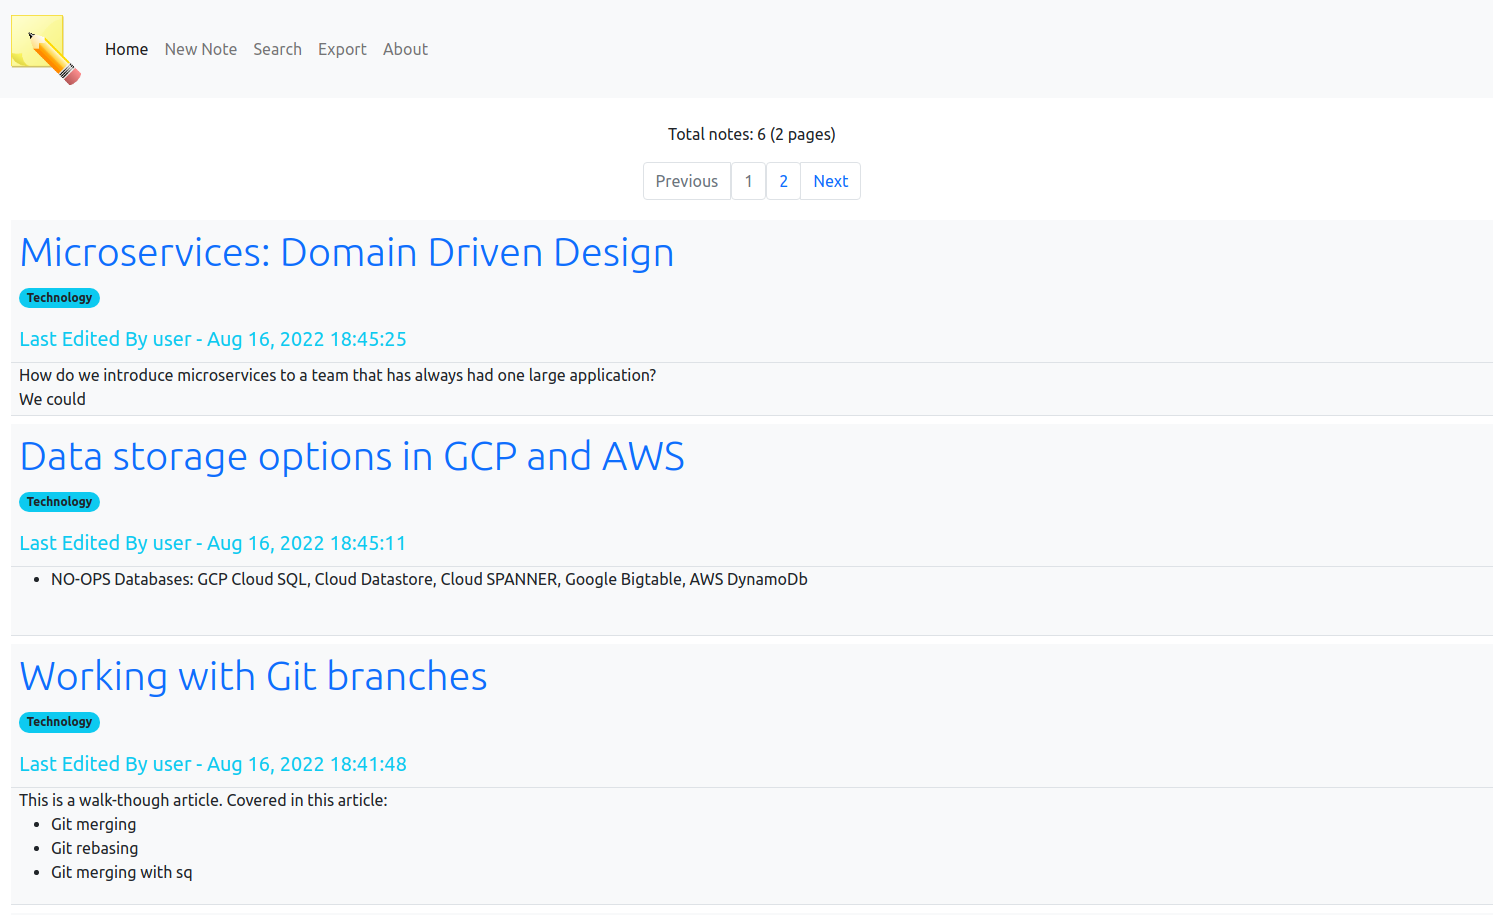 Home New Note Search Export About
Total notes: 6 (2 pages)
Previous 1 2 Next
Microservices: Domain Driven Design
Technology
Last Edited By user - Aug 16, 2022 18:45:25
How do we introduce microservices to a team that has always had one large application?
We could
Data storage options in GCP and AWS
Technology
Last Edited By user - Aug 16, 2022 18:45:11
• NO-OPS Databases: GCP Cloud SQL, Cloud Datastore, Cloud SPANNER, Google Bigtable, AWS DynamoDb
Working with Git branches
Technology
Last Edited By user - Aug 16, 2022 18:41:48
This is a walk-though article. Covered in this article:
• Git merging
• Git rebasing
• Git merging with sq